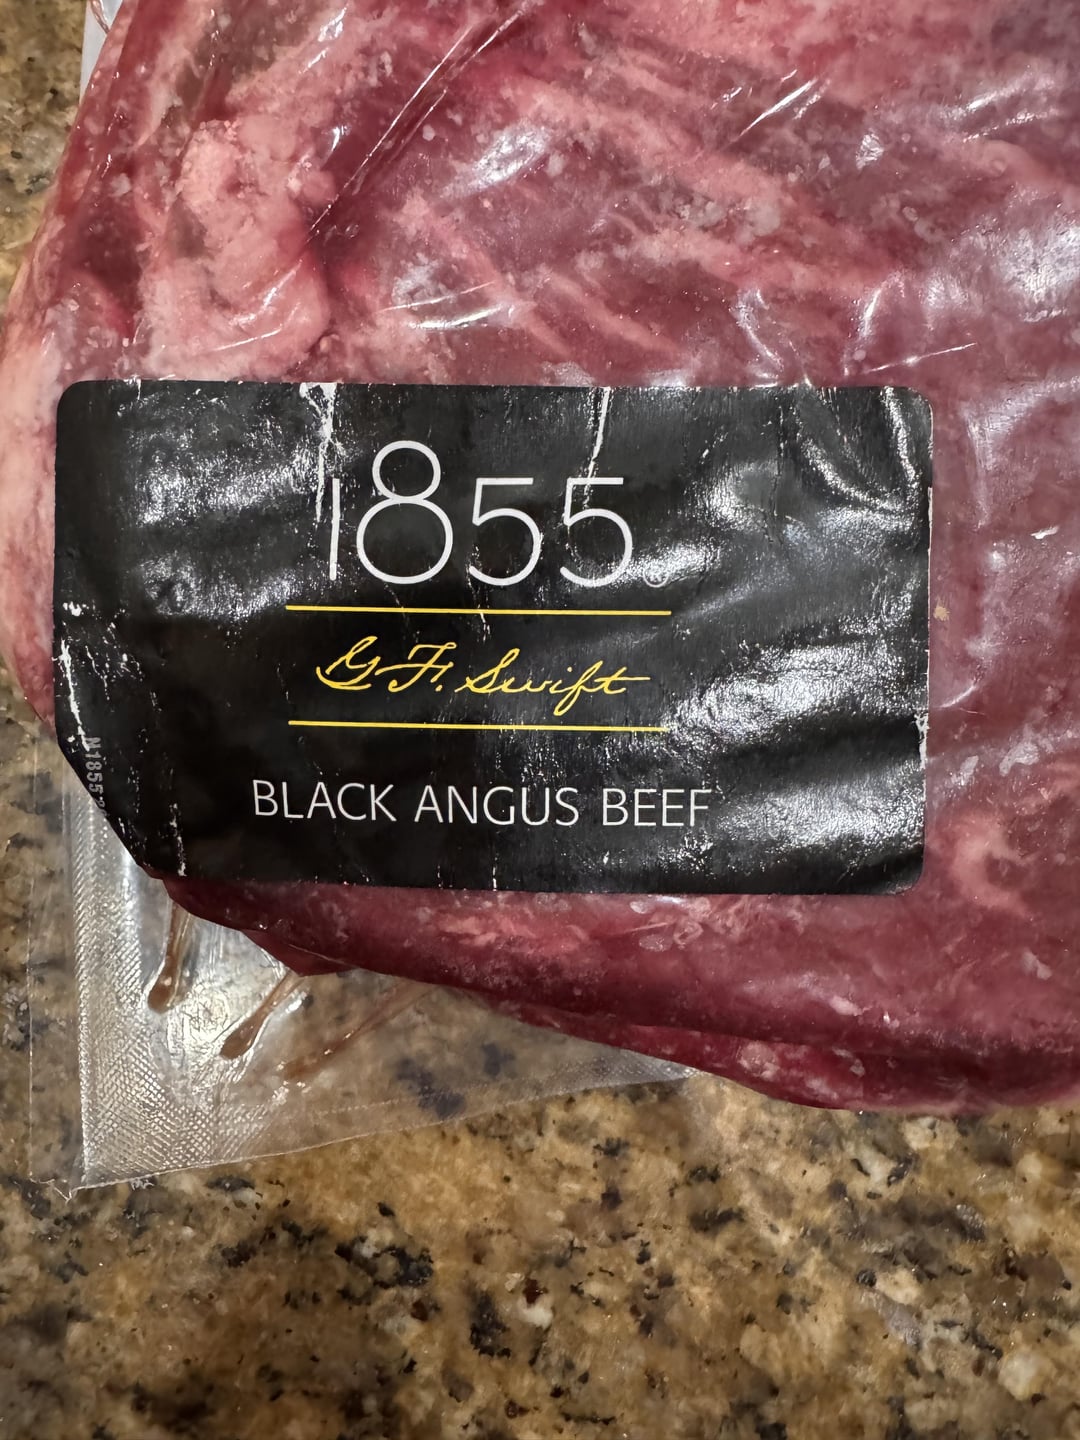 1855
G. F. Swift
BLACK ANGUS BEEF